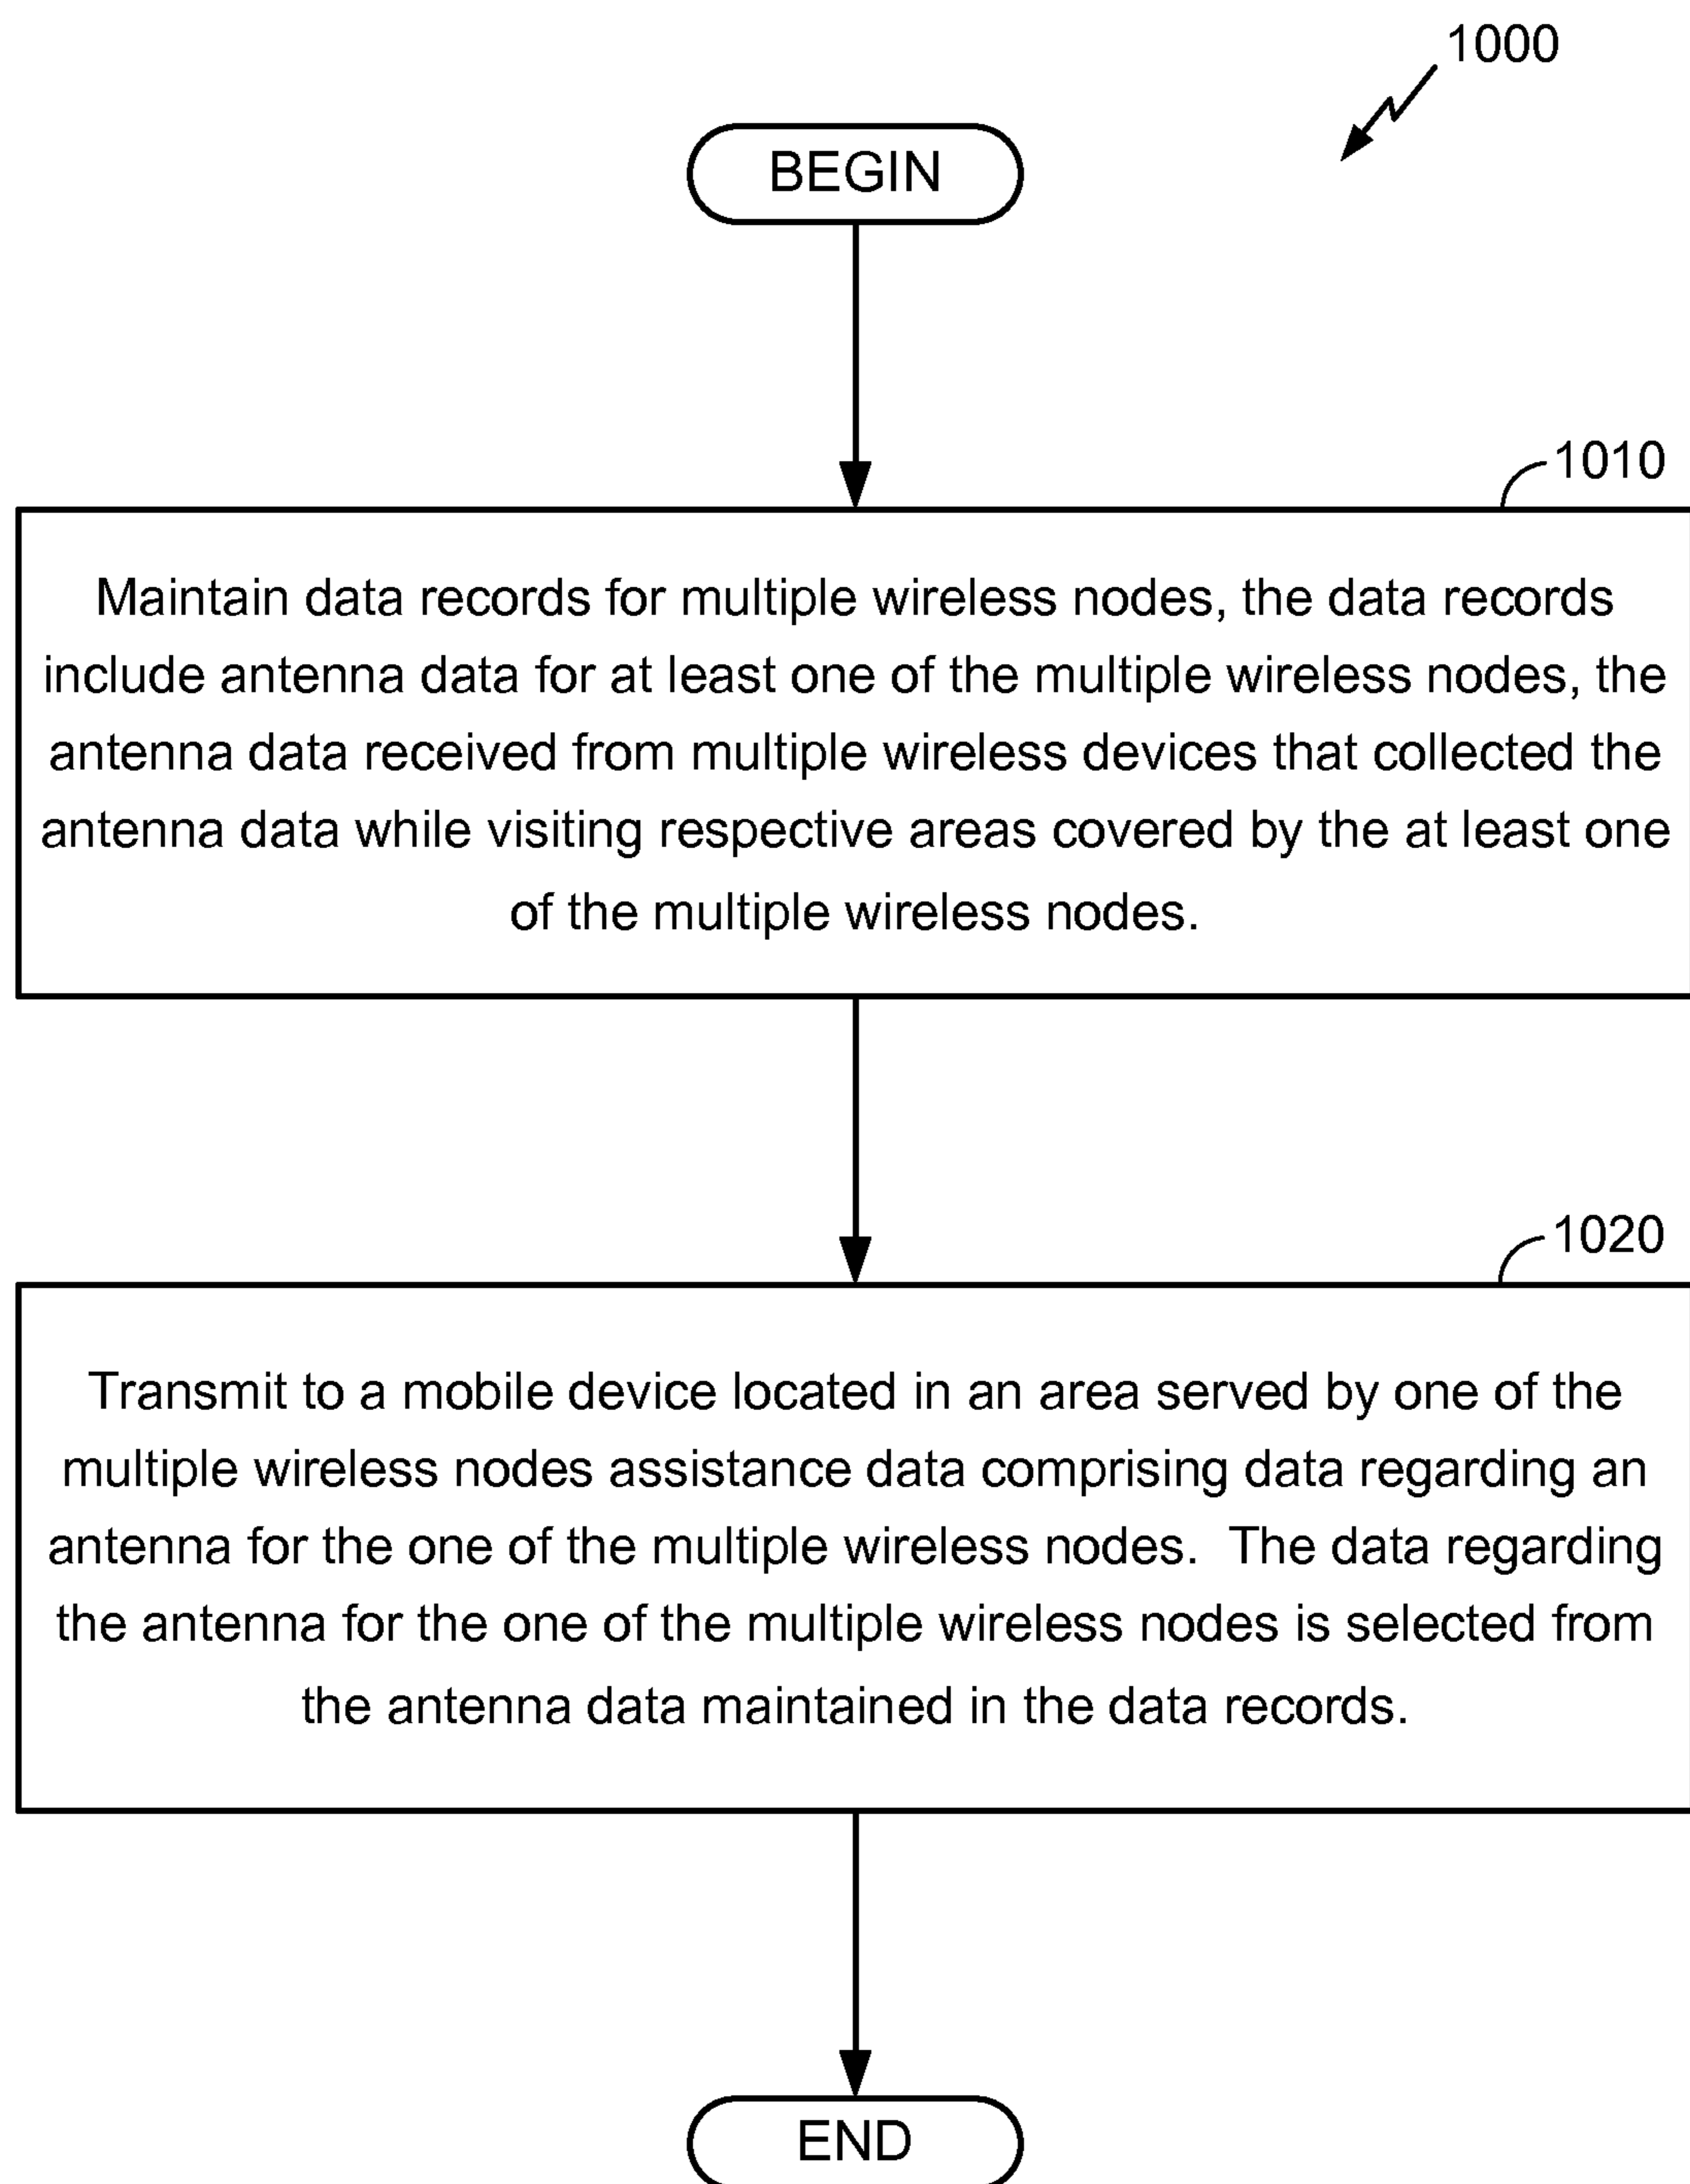 1000
BEGIN
1010
Maintain data records for multiple wireless nodes, the data records
include antenna data for at least one of the multiple wireless nodes, the
antenna data received from multiple wireless devices that collected the
antenna data while visiting respective areas covered by the at least one
of the multiple wireless nodes.
1020
Transmit to a mobile device located in an area served by one of the
multiple wireless nodes assistance data comprising data regarding an
antenna for the one of the multiple wireless nodes.  The data regarding
the antenna for the one of the multiple wireless nodes is selected from
the antenna data maintained in the data records.
END